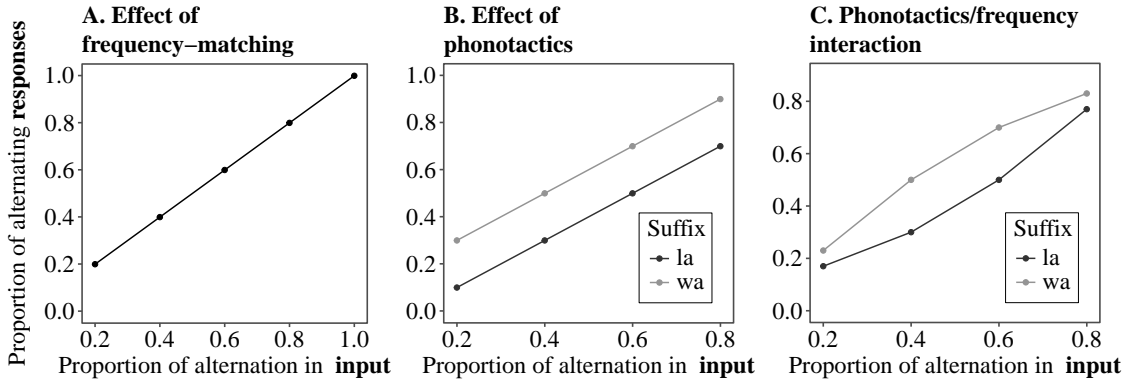 A. Effect of
frequency−matching
B. Effect of
phonotactics
C. Phonotactics/frequency
interaction
Proportion of alternating responses
1.0
0.8
0.6
0.4
0.2
0.0
0.2 0.4 0.6 0.8 1.0
Proportion of alternation in input
1.0
0.8
0.6
0.4
0.2
0.0
Suffix
la
wa
0.2 0.4 0.6 0.8
Proportion of alternation in input
0.8
0.6
0.4
0.2
0.0
Suffix
la
wa
0.2 0.4 0.6 0.8
Proportion of alternation in input